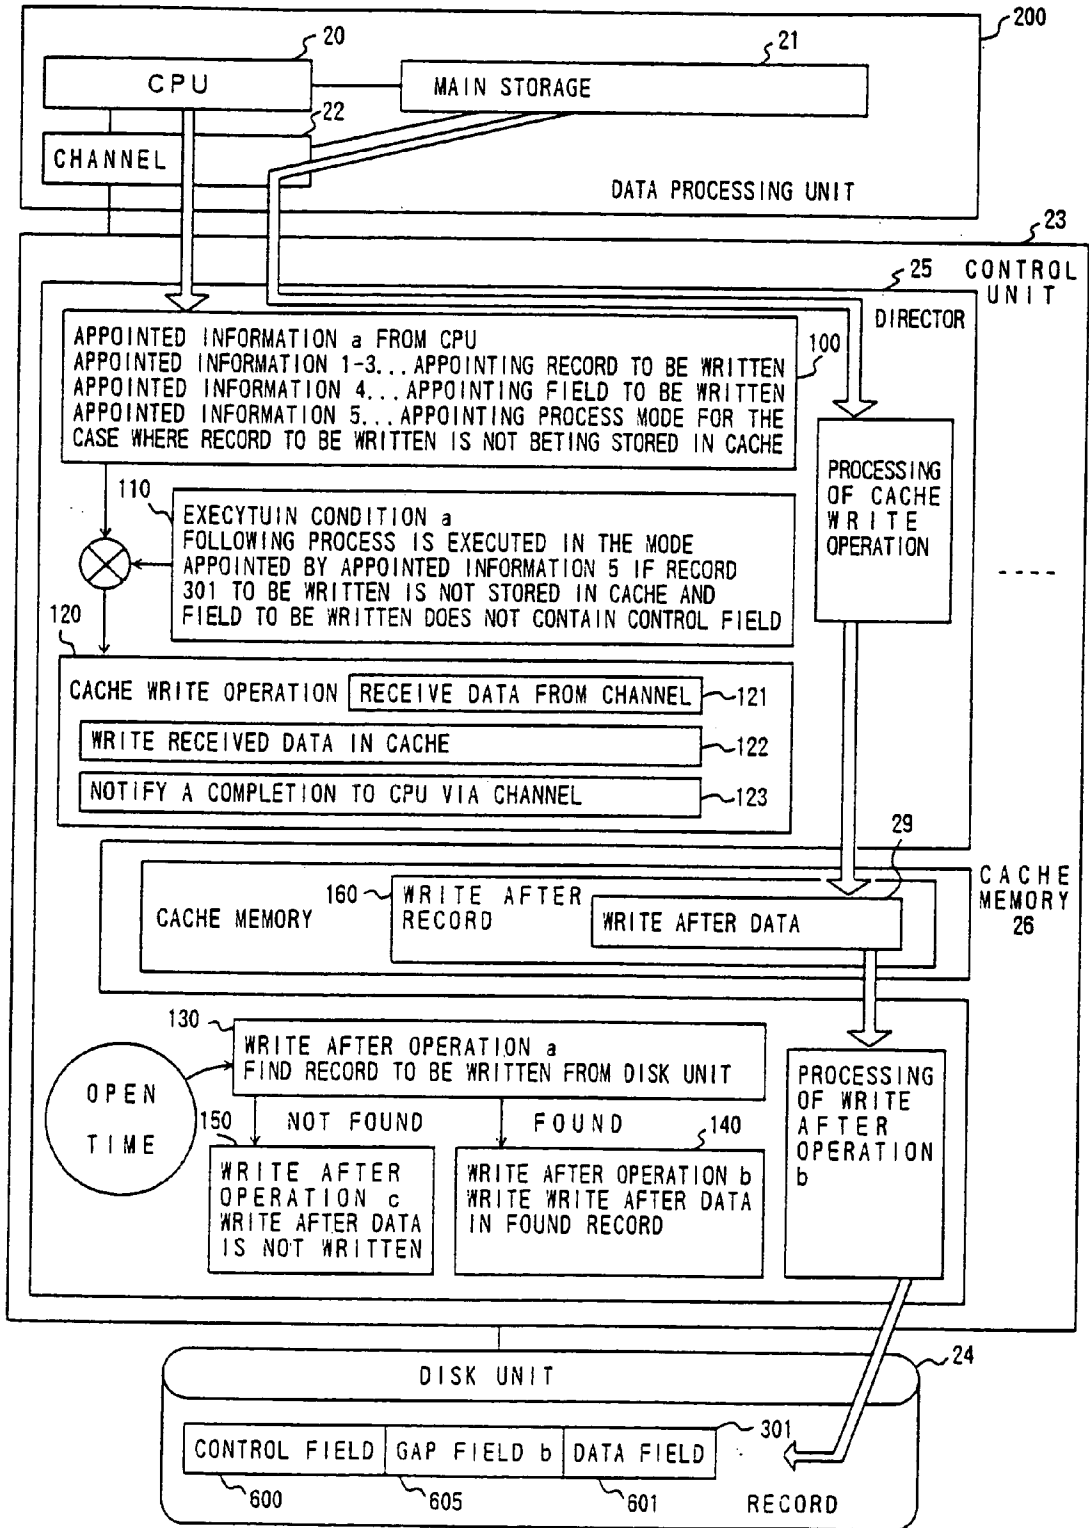 200
20
21
CPU
MAIN STORAGE
22
CHANNEL
DATA PROCESSING UNIT
23
25
CONTROL
UNIT
DIRECTOR
100
APPOINTED INFORMATION a FROM CPU
APPOINTED INFORMATION 1-3...APPOINTING RECORD TO BE WRITTEN
APPOINTED INFORMATION 4...APPOINTING FIELD TO BE WRITTEN
APPOINTED INFORMATION 5...APPOINTING PROCESS MODE FOR THE
CASE WHERE RECORD TO BE WRITTEN IS NOT BETING STORED IN CACHE
PROCESSING
OF CACHE
WRITE
OPERATION
110
EXECYTUIN CONDITION a
FOLLOWING PROCESS IS EXECUTED IN THE MODE
APPOINTED BY APPOINTED INFORMATION 5 IF RECORD
301 TO BE WRITTEN IS NOT STORED IN CACHE AND
FIELD TO BE WRITTEN DOES NOT CONTAIN CONTROL FIELD
----
120
CACHE WRITE OPERATION
RECEIVE DATA FROM CHANNEL
121
WRITE RECEIVED DATA IN CACHE
122
NOTIFY A COMPLETION TO CPU VIA CHANNEL
123
29
CACHE
MEMORY
26
CACHE MEMORY
160
WRITE AFTER
RECORD
WRITE AFTER DATA
130
WRITE AFTER OPERATION a
FIND RECORD TO BE WRITTEN FROM DISK UNIT
OPEN
TIME
NOT FOUND
FOUND
150
140
WRITE AFTER
OPERATION c
WRITE AFTER DATA
IS NOT WRITTEN
WRITE AFTER OPERATION b
WRITE WRITE AFTER DATA
IN FOUND RECORD
PROCESSING
OF WRITE
AFTER
OPERATION
b
24
DISK UNIT
301
CONTROL FIELD
GAP FIELD b
DATA FIELD
600
605
601
RECORD